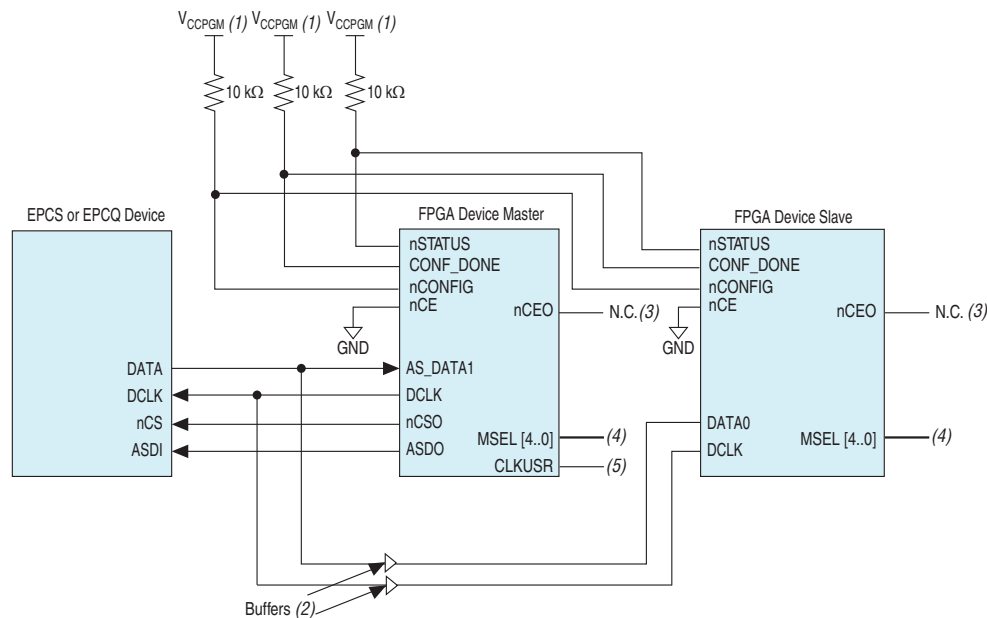 VCCPGM (1) VCCPGM (1) VCCPGM (1)
10 kΩ 10 kΩ 10 kΩ
EPCS or EPCQ Device
DATA
DCLK
nCS
ASDI
FPGA Device Master
nSTATUS
CONF_DONE
nCONFIG
nCE
GND
nCEO N.C. (3)
AS_DATA1
DCLK
nCSO
ASDO
MSEL [4..0] (4)
CLKUSR (5)
FPGA Device Slave
nSTATUS
CONF_DONE
nCONFIG
nCE
GND
nCEO N.C. (3)
DATA0
DCLK
MSEL [4..0] (4)
Buffers (2)